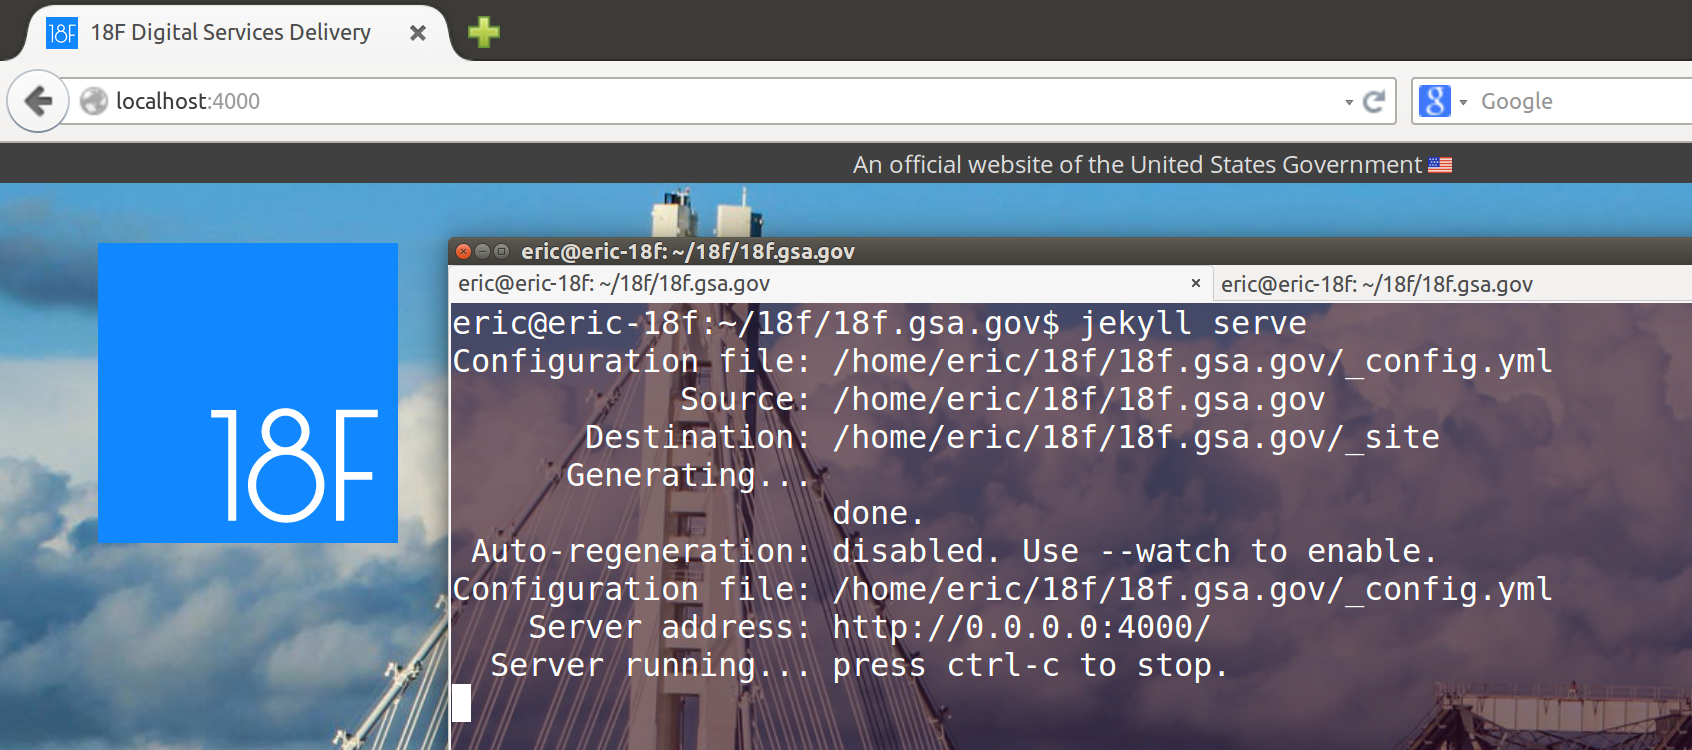 18F 18F Digital Services Delivery
localhost:4000
8 Google
An official website of the United States Government
18F
eric@eric-18f: ~/18f/18f.gsa.gov
eric@eric-18f: ~/18f/18f.gsa.gov eric@eric-18f: ~/18f/18f.gsa.gov
eric@eric-18f:~/18f/18f.gsa.gov$ jekyll serve
Configuration file: /home/eric/18f/18f.gsa.gov/_config.yml
Source: /home/eric/18f/18f.gsa.gov
Destination: /home/eric/18f/18f.gsa.gov/_site
Generating...
done.
Auto-regeneration: disabled. Use --watch to enable.
Configuration file: /home/eric/18f/18f.gsa.gov/_config.yml
Server address: http://0.0.0.0:4000/
Server running... press ctrl-c to stop.